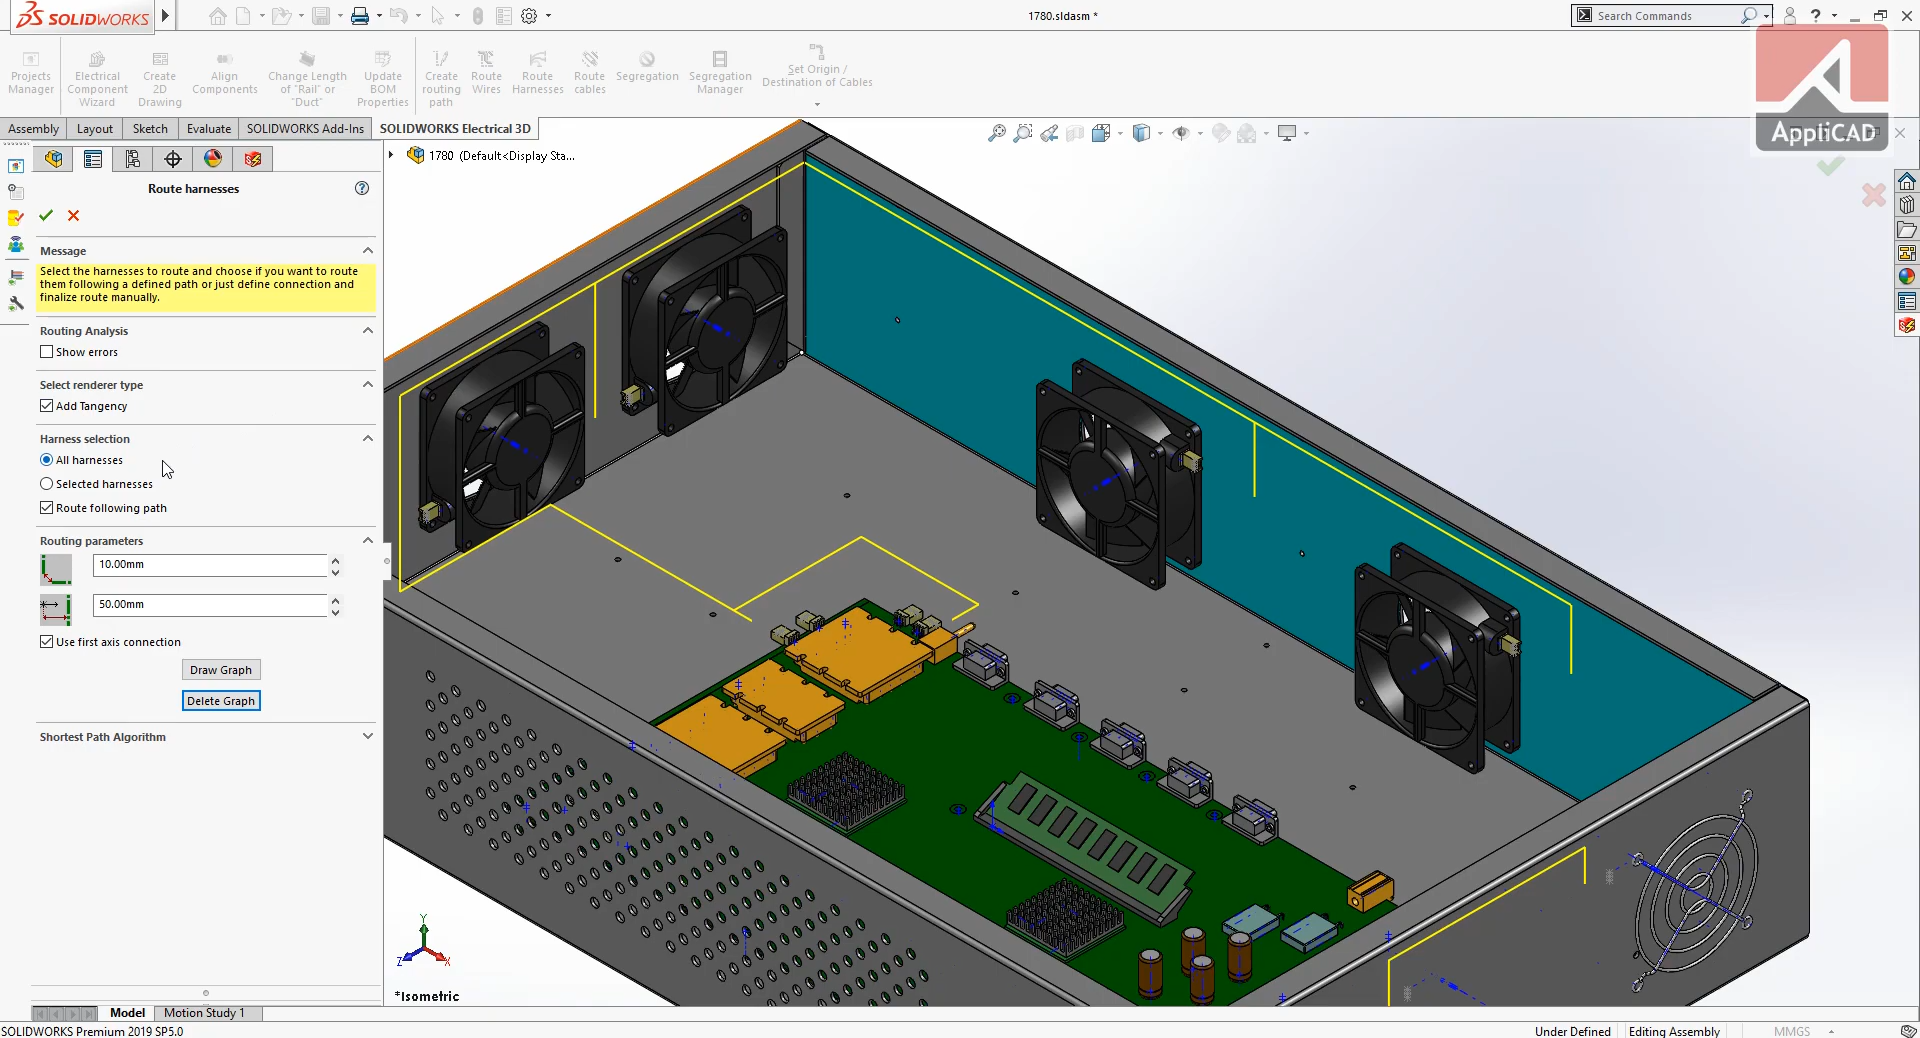 SOLIDWORKS
1780.sldasm *
Search Commands
Projects
Manager
Electrical
Component
Wizard
Create
2D
Drawing
Align
Components
Change Length
of "Rail" or
"Duct"
Update
BOM
Properties
Create
routing
path
Route
Wires
Route
Harnesses
Route
cables
Segregation
Segregation
Manager
Set Origin /
Destination of Cables
AppliCAD
Assembly
Layout
Sketch
Evaluate
SOLIDWORKS Add-Ins
SOLIDWORKS Electrical 3D
1780 (Default<Display Sta...
Route harnesses
Message
Select the harnesses to route and choose if you want to route
them following a defined path or just define connection and
finalize route manually.
Routing Analysis
Show errors
Select renderer type
Add Tangency
Harness selection
All harnesses
Selected harnesses
Route following path
Routing parameters
10.00mm
50.00mm
Use first axis connection
Draw Graph
Delete Graph
Shortest Path Algorithm
Y
Z
X
*Isometric
Model
Motion Study 1
SOLIDWORKS Premium 2019 SP5.0
Under Defined
Editing Assembly
MMGS